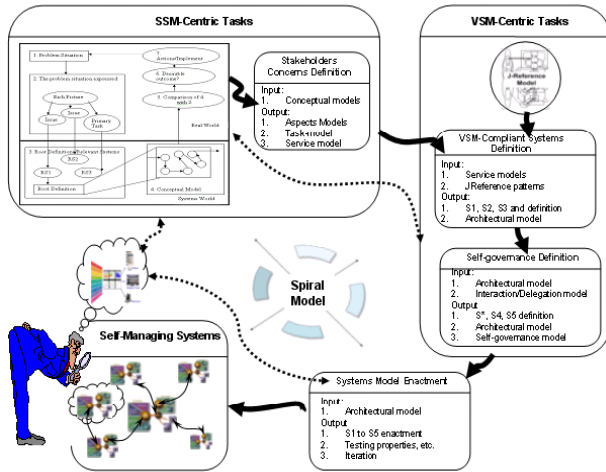 SSM-Centric Tasks
VSM-Centric Tasks
1. Problem Situation
7. Actions/Implement
2. The problem situation expressed
6. Desirable
outcome?
Rich Picture
Issue
Issue
Primary
Task
5. Comparison of 4
with 2
Real World
3. Root Definition/Relevant Systems
RS2
RS1
RS3
Root Definition
4. Conceptual Model
Systems World
Stakeholders
Concerns Definition
Input:
1. Conceptual models
Output:
1. Aspects Models
2. Task-model
3. Service model
J-Reference
Model
VSM-Compliant Systems
Definition
Input:
1. Service models
2. JReference patterns
Output:
1. S1, S2, S3 and definition
2. Architectural model
Self-governance Definition
Input:
1. Architectural model
2. Interaction/Delegation model
Output
1. S*, S4, S5 definition
2. Architectural model
3. Self-governance model
Spiral
Model
Self-Managing Systems
Systems Model Enactment
Input:
1. Architectural model
Output
1. S1 to S5 enactment
2. Testing properties, etc.
3. Iteration